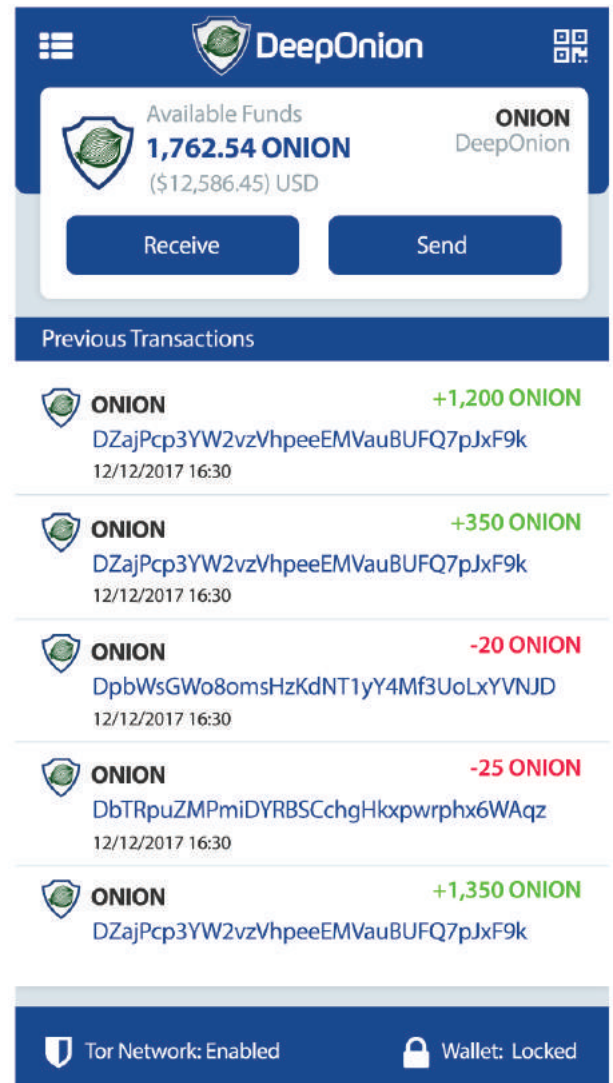 DeepOnion
Available Funds
ONION
1,762.54 ONION
DeepOnion
($12,586.45) USD
Receive
Send
Previous Transactions
ONION
+1,200 ONION
DZajPcp3YW2vzVhpeeEMVauBUFQ7pJxF9k
12/12/2017 16:30
ONION
+350 ONION
DZajPcp3YW2vzVhpeeEMVauBUFQ7pJxF9k
12/12/2017 16:30
ONION
-20 ONION
DpbWsGWo8omsHzKdNT1yY4Mf3UoLxYVNJD
12/12/2017 16:30
ONION
-25 ONION
DbTRpuZMPmiDYRBSCchgHkxpwrphx6WAqz
12/12/2017 16:30
ONION
+1,350 ONION
DZajPcp3YW2vzVhpeeEMVauBUFQ7pJxF9k
Tor Network: Enabled
Wallet: Locked